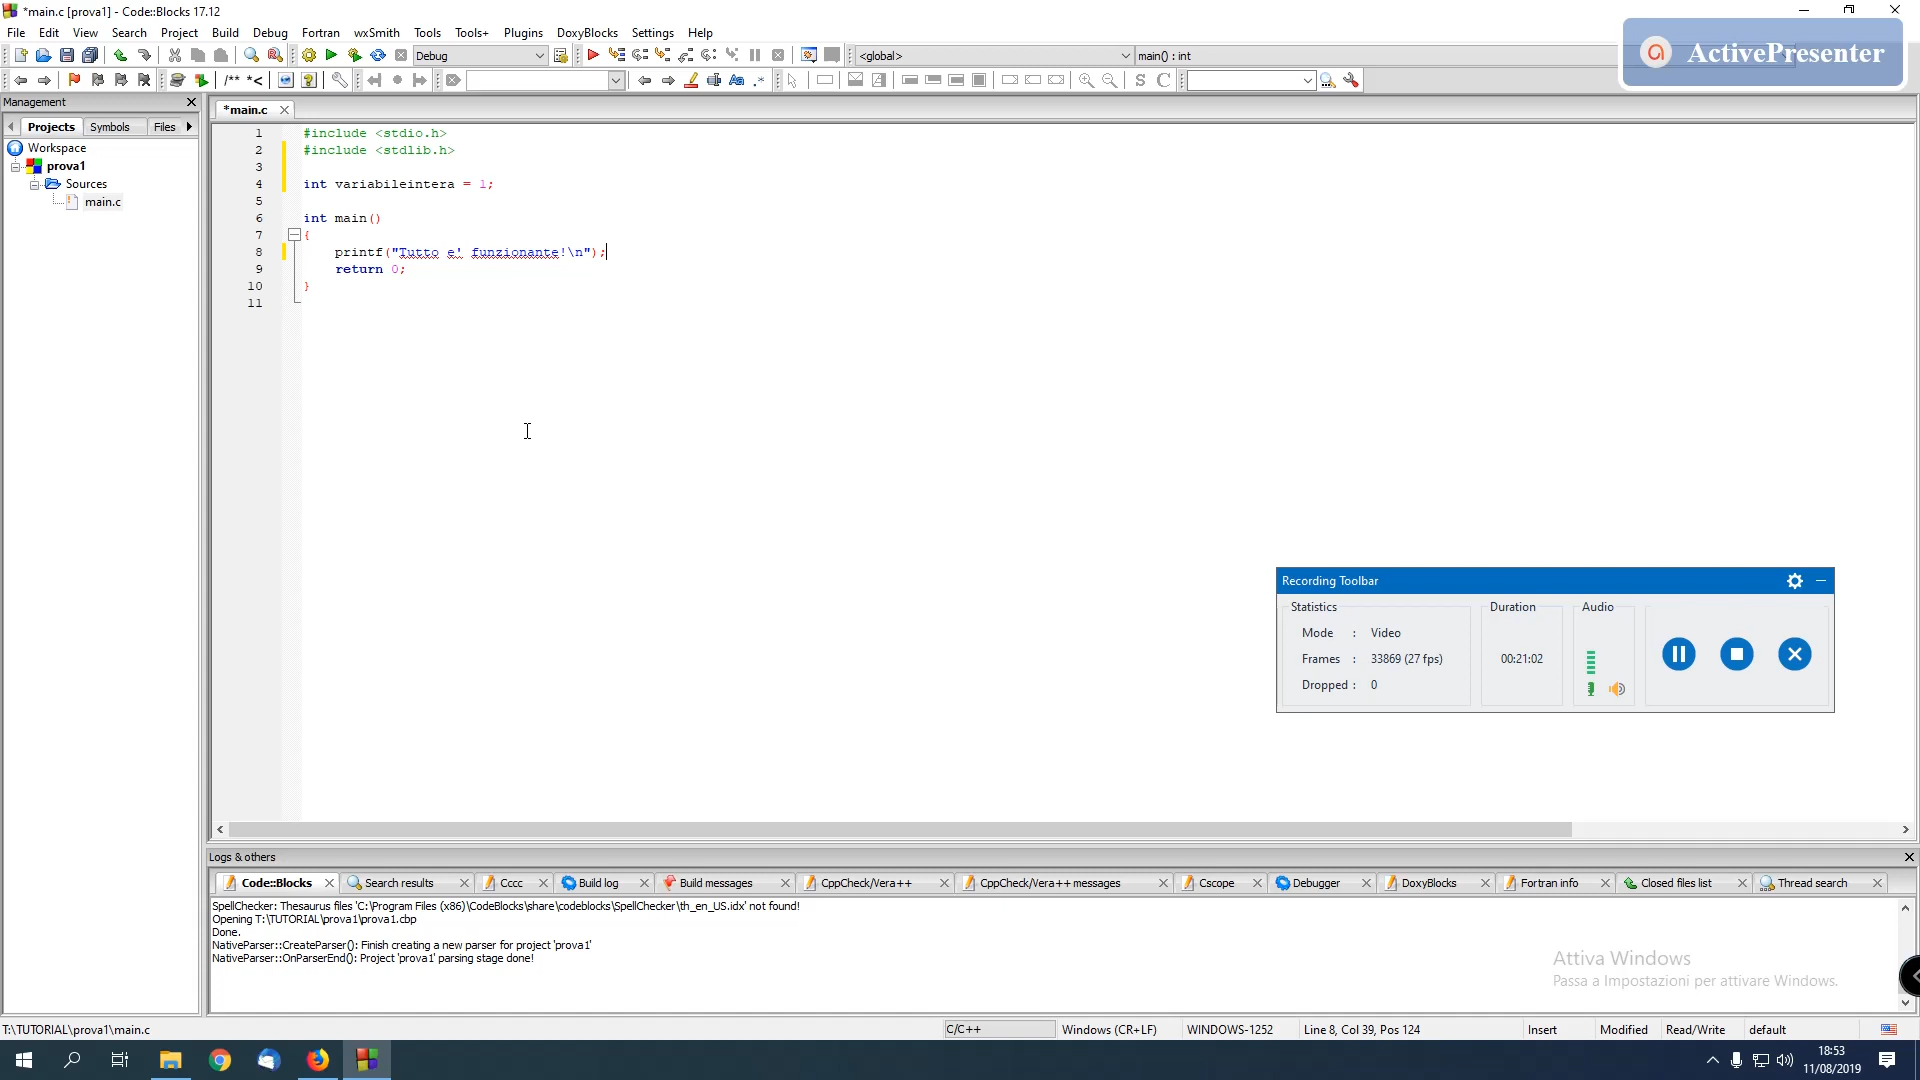 *main.c [prova1] - Code::Blocks 17.12
File Edit View Search Project Build Debug Fortran wxSmith Tools Tools+ Plugins DoxyBlocks Settings Help
ActivePresenter
Debug <global> main() : int
/** *<
S C
Management
*main.c
Projects Symbols Files
Workspace
prova1
Sources
main.c
1 #include <stdio.h>
2 #include <stdlib.h>
3
4 int variabileintera = 1;
5
6 int main()
7 {
8 printf("Tutto e' funzionante!\n");
9 return 0;
10 }
11
Recording Toolbar
Statistics Duration Audio
Mode : Video
Frames : 33869 (27 fps) 00:21:02
Dropped : 0
Logs & others
Code::Blocks Search results Cccc Build log Build messages CppCheck/Vera++ CppCheck/Vera++ messages Cscope Debugger DoxyBlocks Fortran info Closed files list Thread search
SpellChecker: Thesaurus files 'C:\Program Files (x86)\CodeBlocks\share\codeblocks\SpellChecker\th_en_US.idx' not found!
Opening T:\TUTORIAL\prova1\prova1.cbp
Done.
NativeParser::CreateParser(): Finish creating a new parser for project 'prova1'
NativeParser::OnParserEnd(): Project 'prova1' parsing stage done!
Attiva Windows
Passa a Impostazioni per attivare Windows.
T:\TUTORIAL\prova1\main.c C/C++ Windows (CR+LF) WINDOWS-1252 Line 8, Col 39, Pos 124 Insert Modified Read/Write default
18:53
11/08/2019